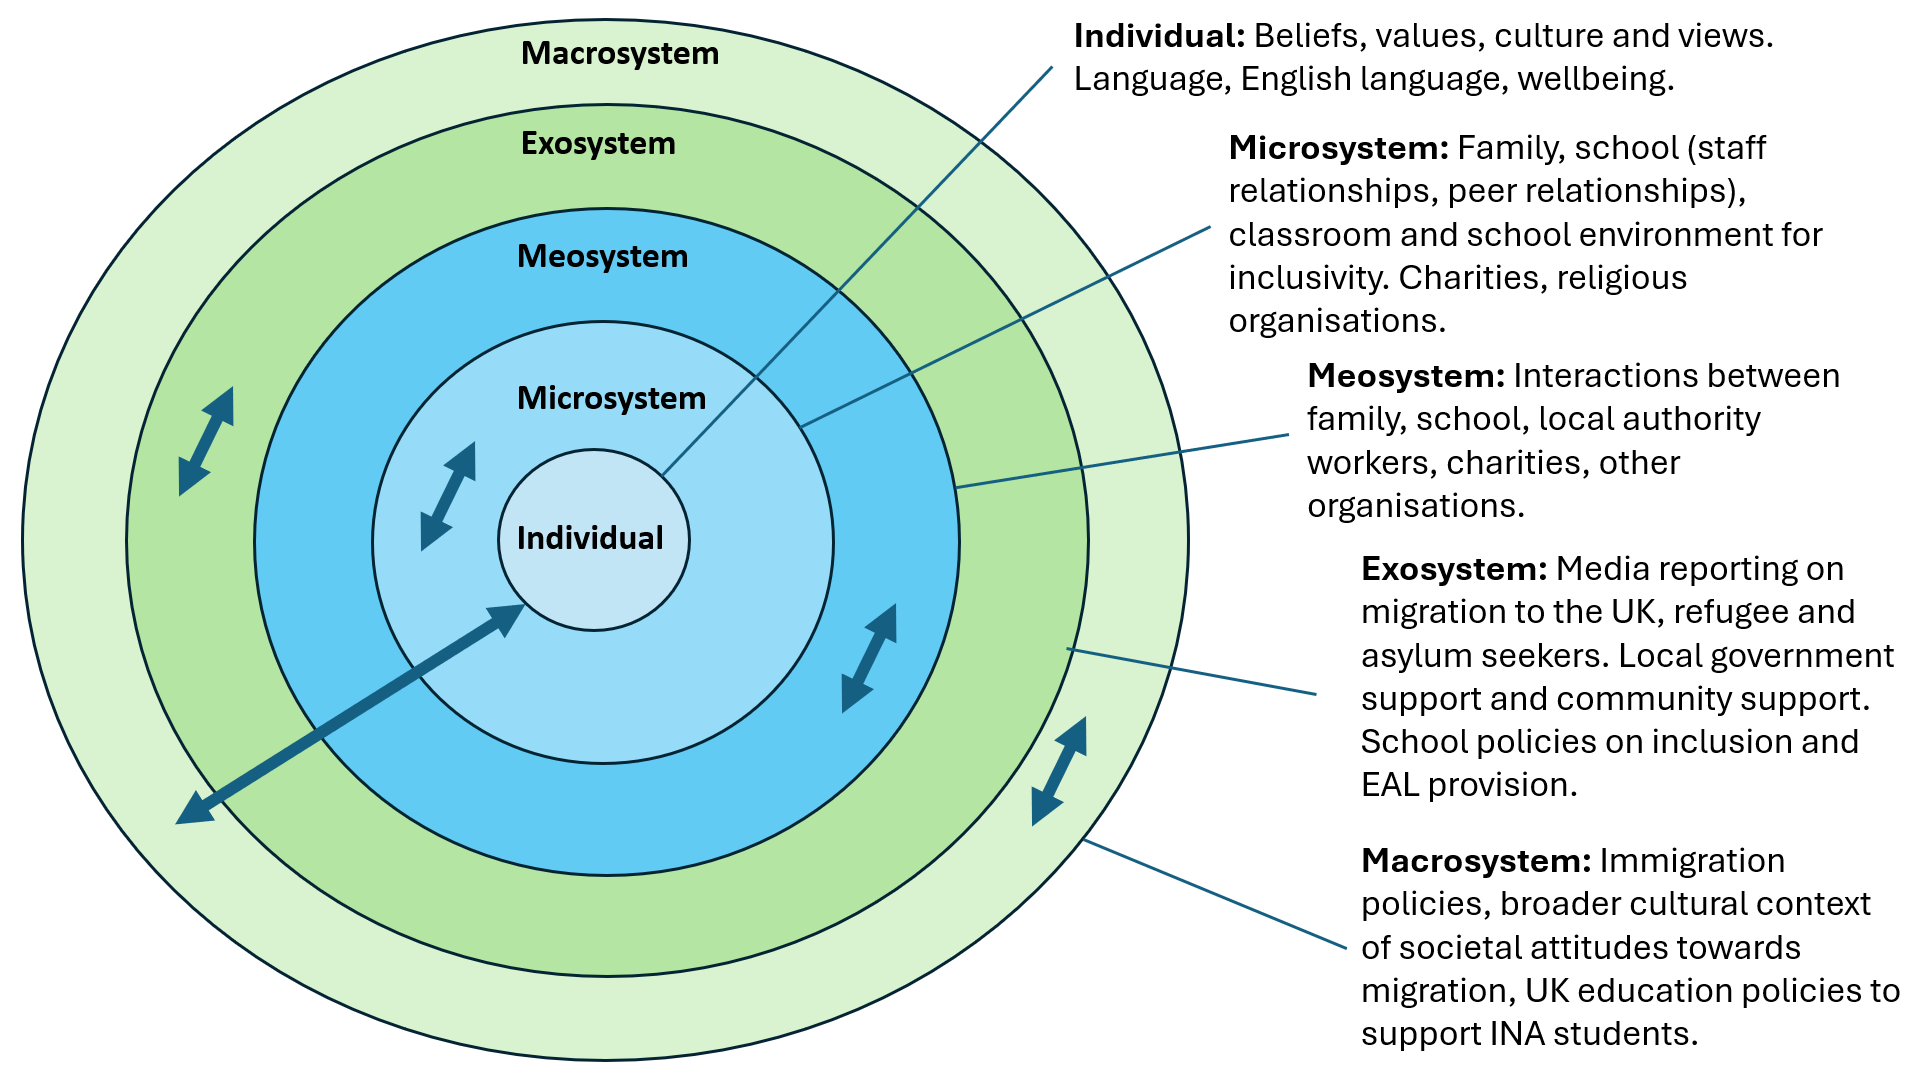 Macrosystem
Exosystem
Meosystem
Microsystem
Individual
Individual: Beliefs, values, culture and views.
Language, English language, wellbeing.
Microsystem: Family, school (staff
relationships, peer relationships),
classroom and school environment for
inclusivity. Charities, religious
organisations.
Meosystem: Interactions between
family, school, local authority
workers, charities, other
organisations.
Exosystem: Media reporting on
migration to the UK, refugee and
asylum seekers. Local government
support and community support.
School policies on inclusion and
EAL provision.
Macrosystem: Immigration
policies, broader cultural context
of societal attitudes towards
migration, UK education policies to
support INA students.